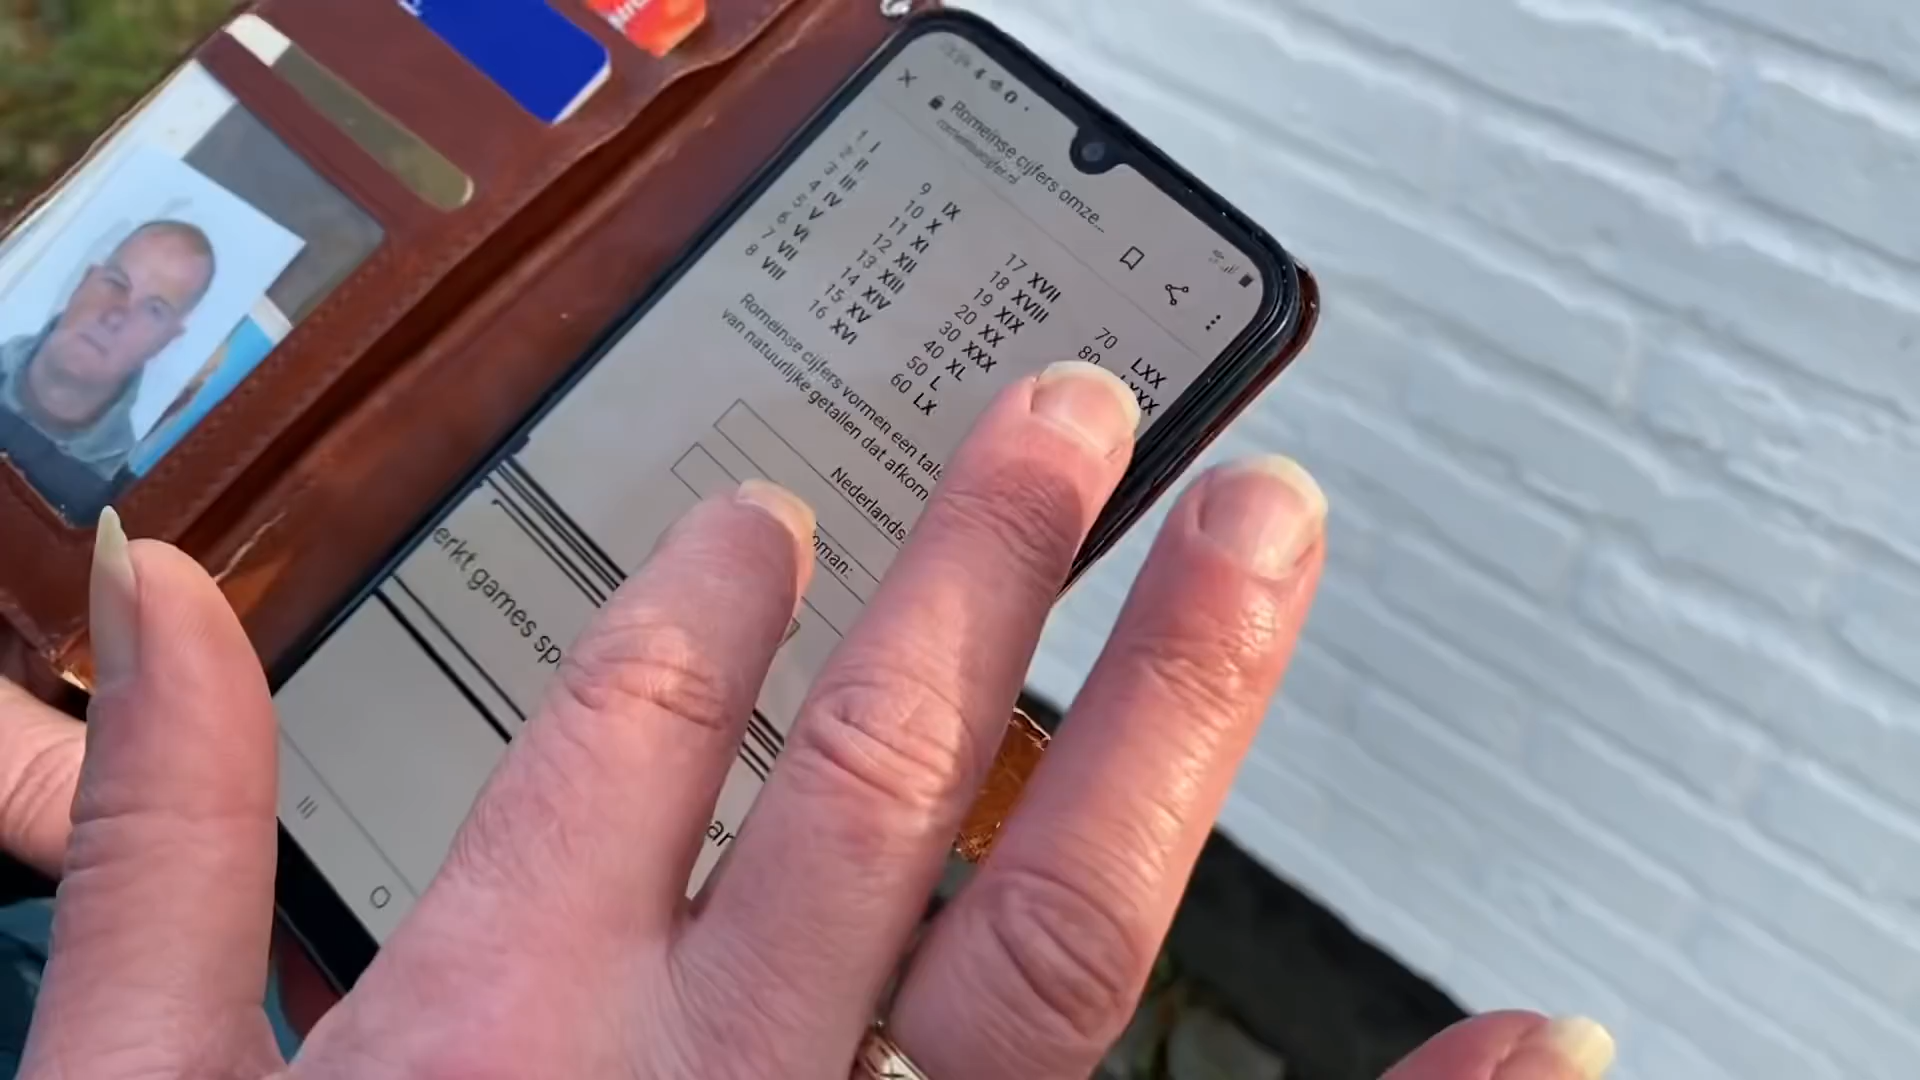 Romeinse cijfers omze...
1 I
2 II
3 III
4 IV
5 V
6 VI
7 VII
8 VIII
9 IX
10 X
11 XI
12 XII
13 XIII
14 XIV
15 XV
16 XVI
17 XVII
18 XVIII
19 XIX
20 XX
30 XXX
40 XL
50 L
60 LX
70 LXX
80
Romeinse cijfers vormen een tals
van natuurlijke getallen dat afkom
Nederlands
oman:
erkt games sp